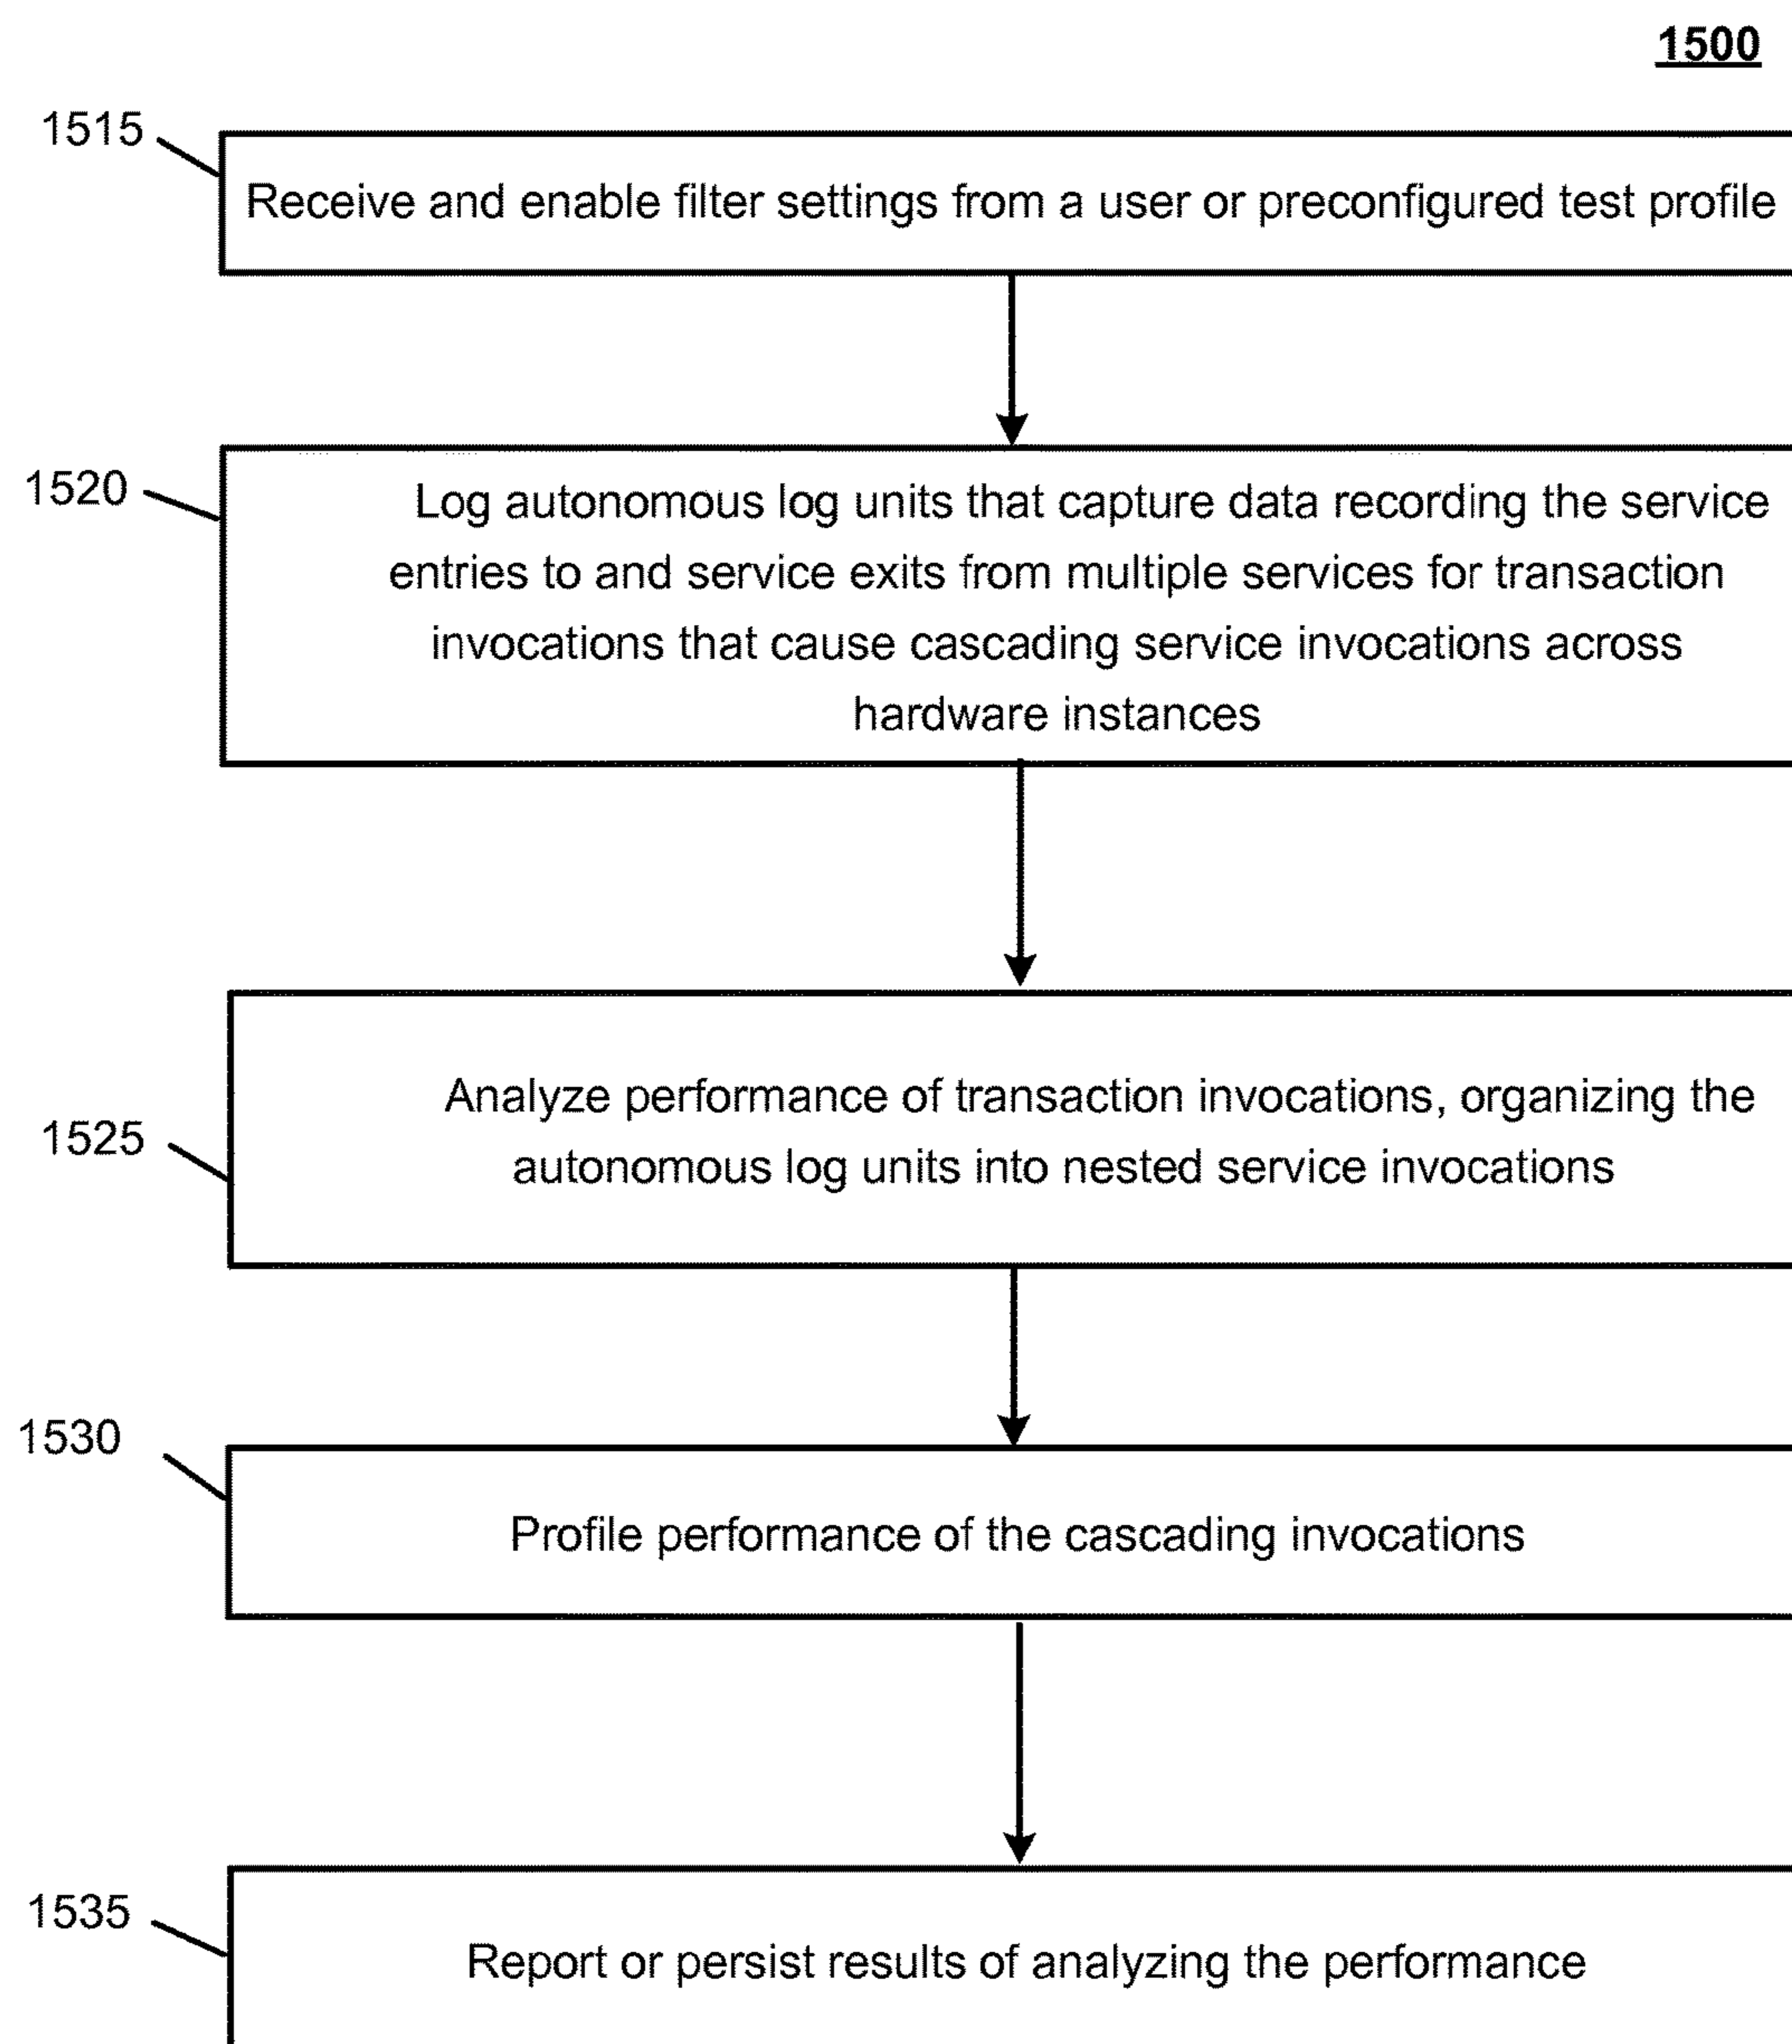 1500
1515
Receive and enable filter settings from a user or preconfigured test profile
1520
Log autonomous log units that capture data recording the service
entries to and service exits from multiple services for transaction
invocations that cause cascading service invocations across
hardware instances
1525
Analyze performance of transaction invocations, organizing the
autonomous log units into nested service invocations
1530
Profile performance of the cascading invocations
1535
Report or persist results of analyzing the performance